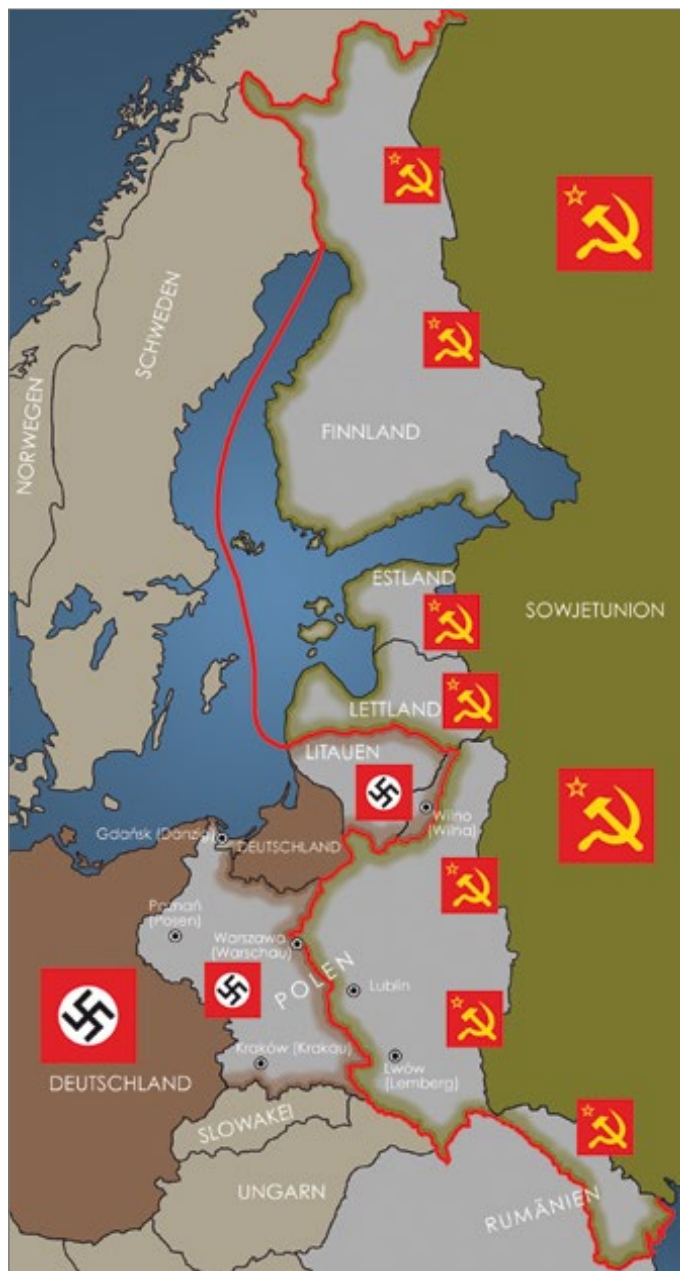 SCHWEDEN
NORWEGEN
FINNLAND
ESTLAND
SOWJETUNION
LETTLAND
LITAUEN
Wilno
(Wilna)
Gdańsk (Danzig)
DEUTSCHLAND
Poznań
(Posen)
Warszawa
(Warschau)
POLEN
Lublin
Kraków (Krakau)
Lwów
(Lemberg)
DEUTSCHLAND
SLOWAKEI
UNGARN
RUMÄNIEN